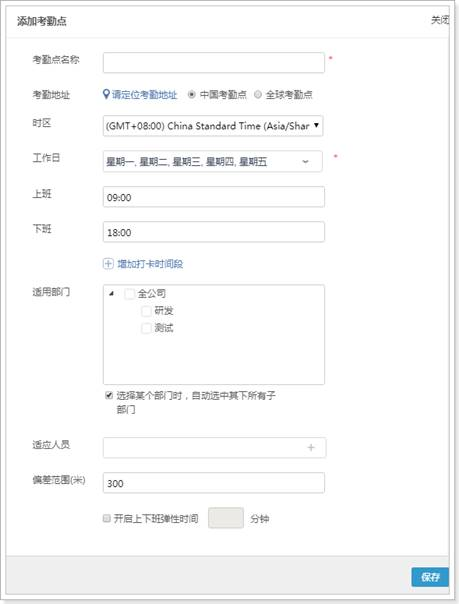 添加考勤点 关闭
考勤点名称 *
考勤地址 请定位考勤地址 中国考勤点 全球考勤点
时区 (GMT+08:00) China Standard Time (Asia/Shar
工作日 星期一, 星期二, 星期三, 星期四, 星期五 *
上班 09:00
下班 18:00
增加打卡时间段
适用部门 全公司
研发
测试
选择某个部门时，自动选中其下所有子
部门
适应人员
偏差范围(米) 300
开启上下班弹性时间 分钟
保存